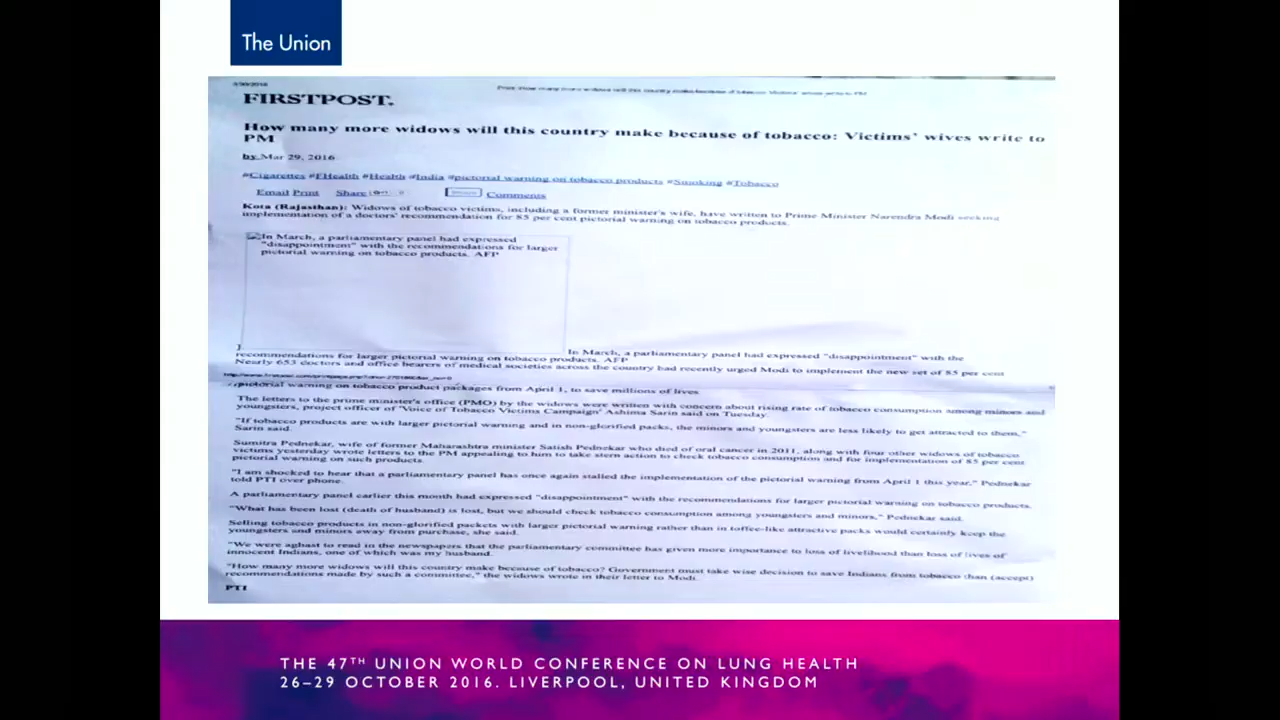 The Union
Print: How many more widows will this country make because of tobacco: Victims' wives write to PM
FIRSTPOST.
How many more widows will this country make because of tobacco: Victims' wives write to
PM
by Mar 29, 2016
#Cigarettes #FHealth #Health #India #pictorial warning on tobacco products #Smoking #Tobacco
Email Print Share Comments
Kota (Rajasthan): Widows of tobacco victims, including a former minister's wife, have written to Prime Minister Narendra Modi seeking
implementation of a doctors' recommendation for 85 per cent pictorial warning on tobacco products.
In March, a parliamentary panel had expressed
"disappointment" with the recommendations for larger
pictorial warning on tobacco products. AFP
In March, a parliamentary panel had expressed "disappointment" with the
recommendations for larger pictorial warning on tobacco products. AFP
Nearly 653 doctors and office bearers of medical societies across the country had recently urged Modi to implement the new set of 85 per cent
pictorial warning on tobacco product packages from April 1, to save millions of lives.
The letters to the prime minister's office (PMO) by the widows were written with concern about rising rate of tobacco consumption among minors and
youngsters, project officer of 'Voice of Tobacco Victims Campaign' Ashima Sarin said on Tuesday.
"If tobacco products are with larger pictorial warning and in non-glorified packs, the minors and youngsters are less likely to get attracted to them,"
Sarin said.
Sumitra Pednekar, wife of former Maharashtra minister Satish Pednekar who died of oral cancer in 2011, along with four other widows of tobacco
victims yesterday wrote letters to the PM appealing to him to take stern action to check tobacco consumption and for implementation of 85 per cent
pictorial warning on such products.
"I am shocked to hear that a parliamentary panel has once again stalled the implementation of the pictorial warning from April 1 this year," Pednekar
told PTI over phone.
A parliamentary panel earlier this month had expressed "disappointment" with the recommendations for larger pictorial warning on tobacco products.
"What has been lost (death of husband) is lost, but we should check tobacco consumption among youngsters and minors," Pednekar said.
Selling tobacco products in non-glorified packets with larger pictorial warning rather than in toffee-like attractive packs would certainly keep the
youngsters and minors away from purchase, she said.
"We were aghast to read in the newspapers that the parliamentary committee has given more importance to loss of livelihood than loss of lives of
innocent Indians, one of which was my husband.
"How many more widows will this country make because of tobacco? Government must take wise decision to save Indians from tobacco than (accept)
recommendations made by such a committee," the widows wrote in their letter to Modi.
PTI
THE 47TH UNION WORLD CONFERENCE ON LUNG HEALTH
26–29 OCTOBER 2016. LIVERPOOL, UNITED KINGDOM